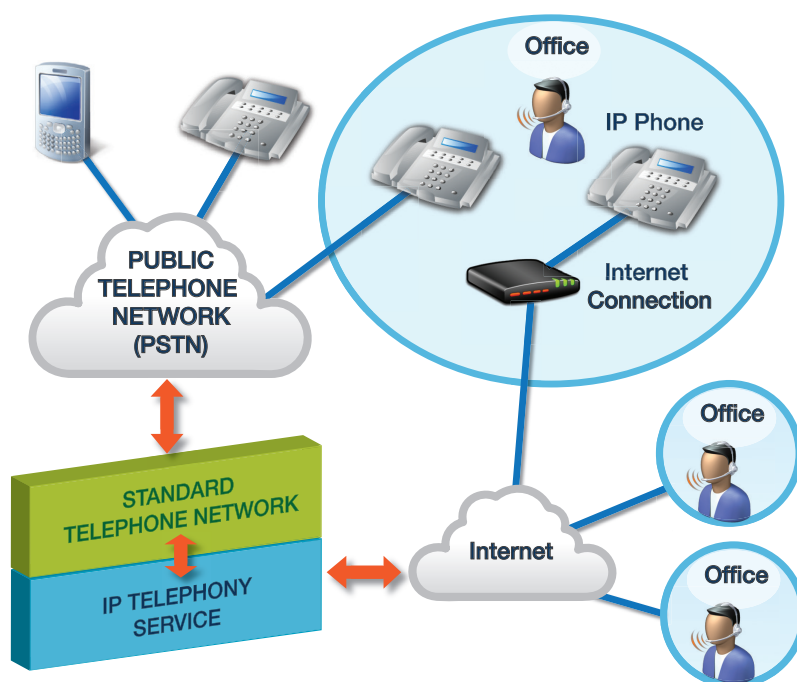 Office
IP Phone
Internet
Connection
PUBLIC
TELEPHONE
NETWORK
(PSTN)
STANDARD
TELEPHONE NETWORK
IP TELEPHONY
SERVICE
Internet
Office
Office